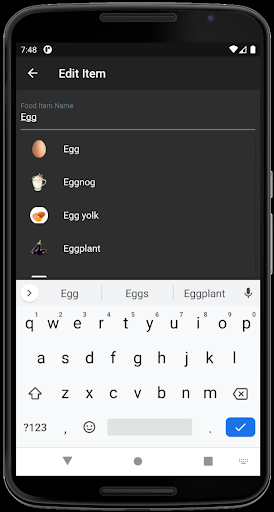 7:48
Edit Item
Food Item Name
Egg
Egg
Eggnog
Egg yolk
Eggplant
Egg Eggs Eggplant
1 2 3 4 5 6 7 8 9 0
q w e r t y u i o p
a s d f g h j k l
z x c v b n m
?123 , .